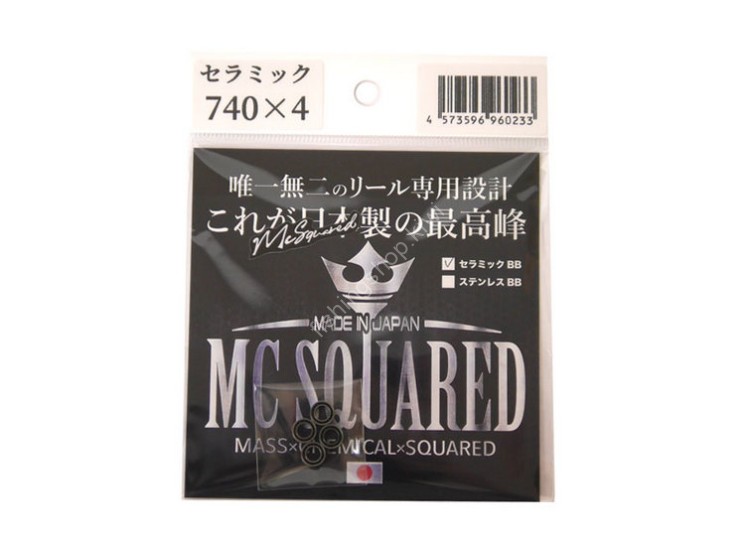 セラミック
740×4
4 573596 960233
唯一無二のリール専用設計
これが日本製の最高峰
Mc Squared
✓ セラミックBB
ステンレスBB
MADE IN JAPAN
MC SQUARED
MASS×CHEMICAL×SQUARED